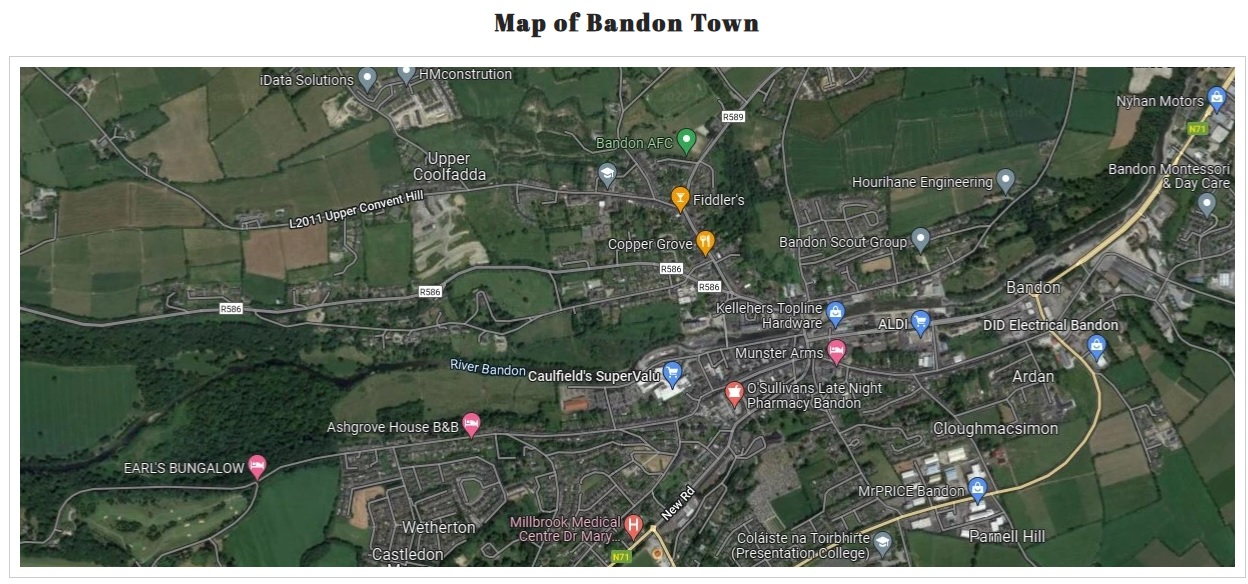 Map of Bandon Town
iData Solutions
HMconstrution
Nyhan Motors
R589
N71
Bandon AFC
Upper
Coolfadda
Bandon Montessori
& Day Care
Hourihane Engineering
L2011 Upper Convent Hill
Fiddler's
Copper Grove
Bandon Scout Group
R586
R586
R586
R586
Bandon
Kellehers Topline
Hardware
ALDI
DID Electrical Bandon
Munster Arms
River Bandon
Caulfield's SuperValu
Ardan
O'Sullivans Late Night
Pharmacy Bandon
Ashgrove House B&B
Cloughmacsimon
EARLS BUNGALOW
MrPRICE Bandon
New Rd
Wetherton
Millbrook Medical
Centre Dr Mary...
Castledon
N71
Coláiste na Toirbhirte
(Presentation College)
Parnell Hill